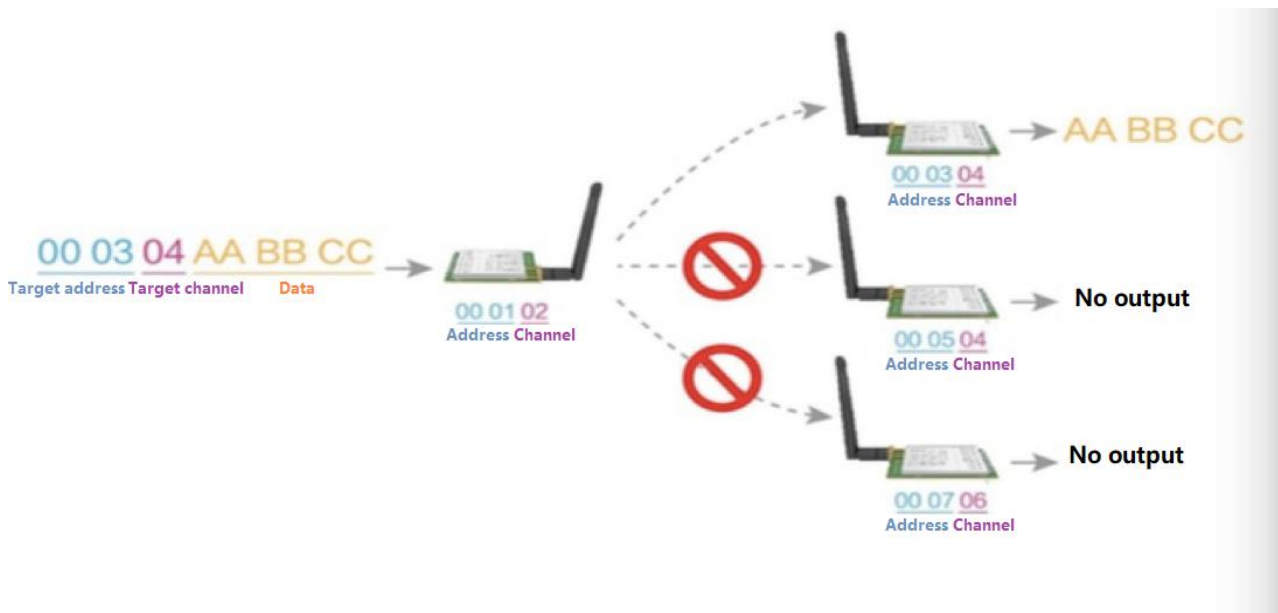 00 03 04 AA BB CC
Target address Target channel Data
00 01 02
Address Channel
AA BB CC
00 03 04
Address Channel
No output
00 05 04
Address Channel
No output
00 07 06
Address Channel